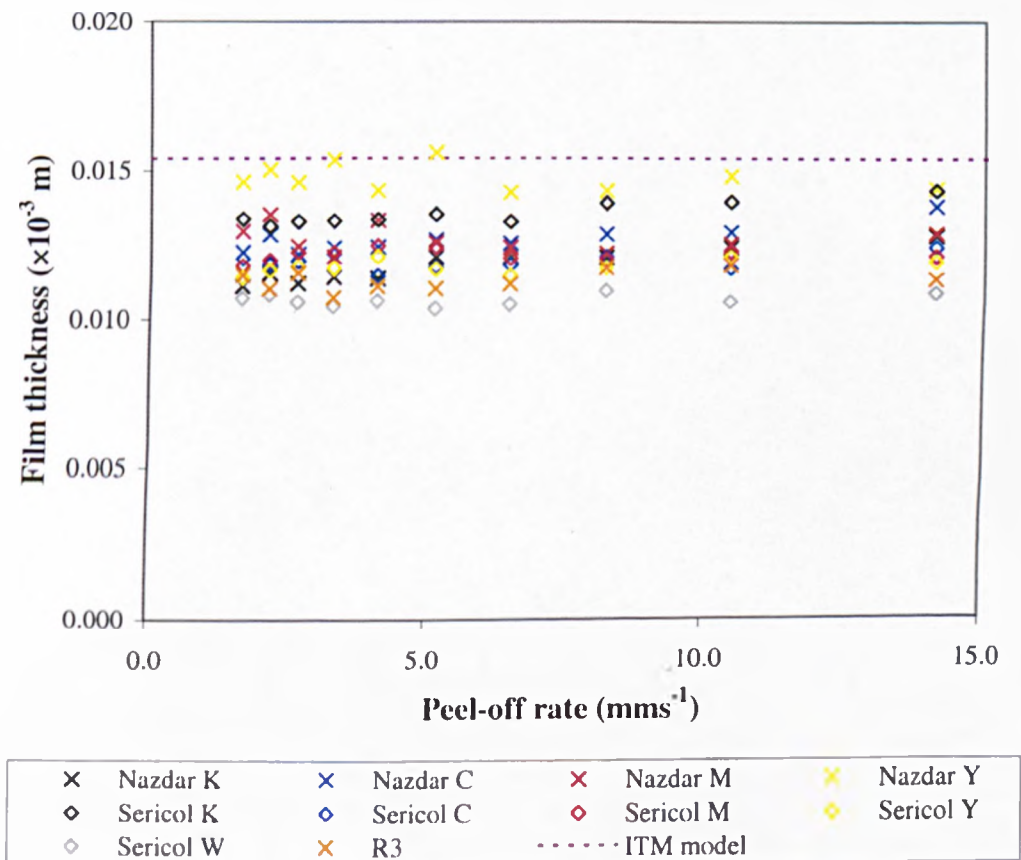 0.020
0.015
0.010
0.005
0.000
Film thickness (×10⁻³ m)
0.0 5.0 10.0 15.0
Peel-off rate (mms⁻¹)
Nazdar K Nazdar C Nazdar M Nazdar Y
Sericol K Sericol C Sericol M Sericol Y
Sericol W R3 ITM model